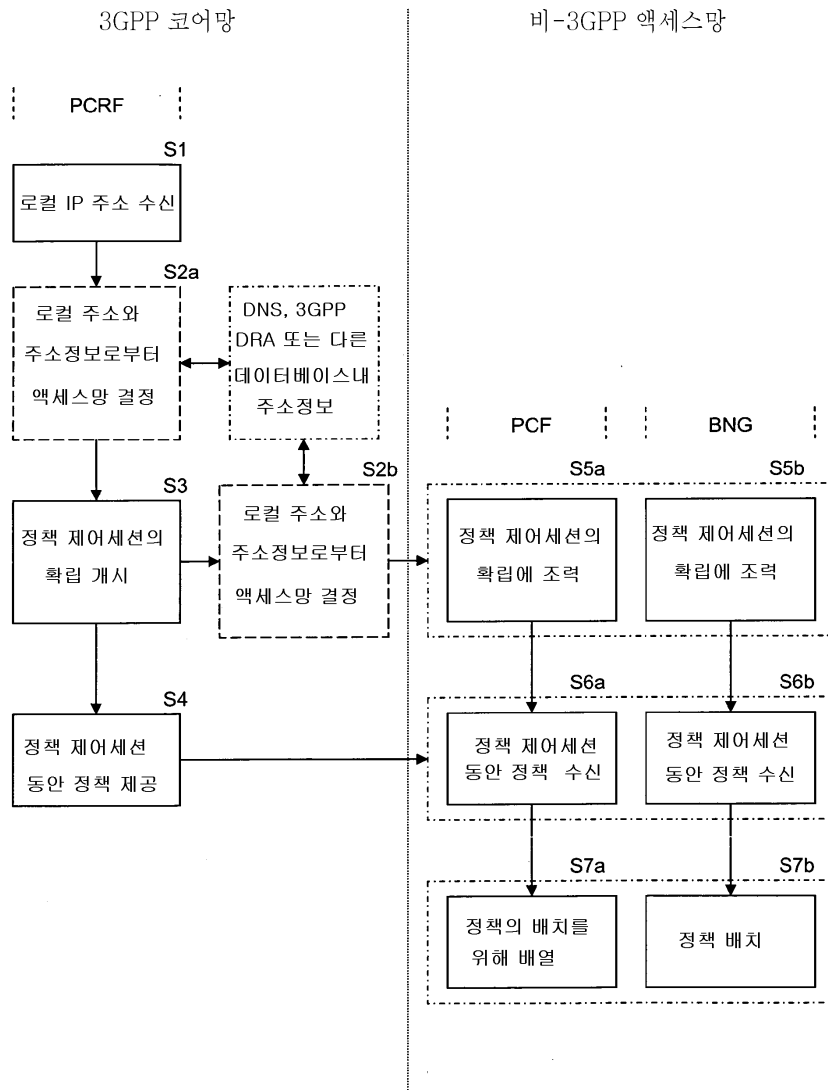 3GPP 코어망
비-3GPP 액세스망
PCRF
S1
로컬 IP 주소 수신
S2a
로컬 주소와
주소정보로부터
액세스망 결정
DNS, 3GPP
DRA 또는 다른
데이터베이스내
주소정보
S3
정책 제어세션의
확립 개시
S2b
로컬 주소와
주소정보로부터
액세스망 결정
S4
정책 제어세션
동안 정책 제공
PCF
BNG
S5a
정책 제어세션의
확립에 조력
S5b
정책 제어세션의
확립에 조력
S6a
정책 제어세션
동안 정책 수신
S6b
정책 제어세션
동안 정책 수신
S7a
정책의 배치를
위해 배열
S7b
정책 배치